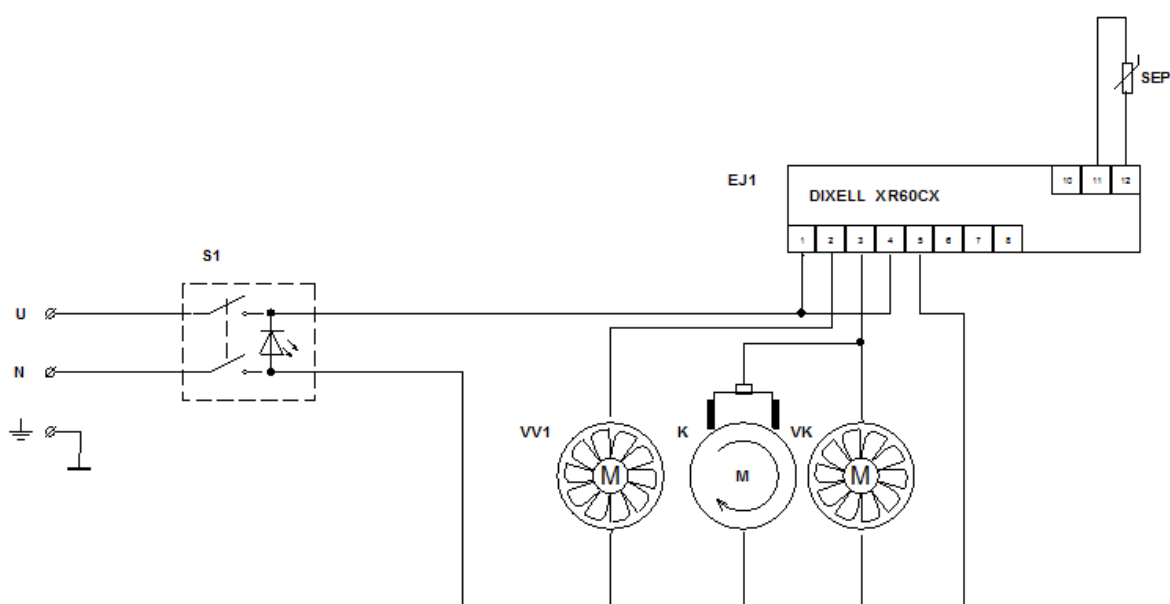 SEP
10 11 12
EJ1
DIXELL XR60CX
1 2 3 4 5 6 7 8
S1
U
N
VV1
K
VK
M
M
M